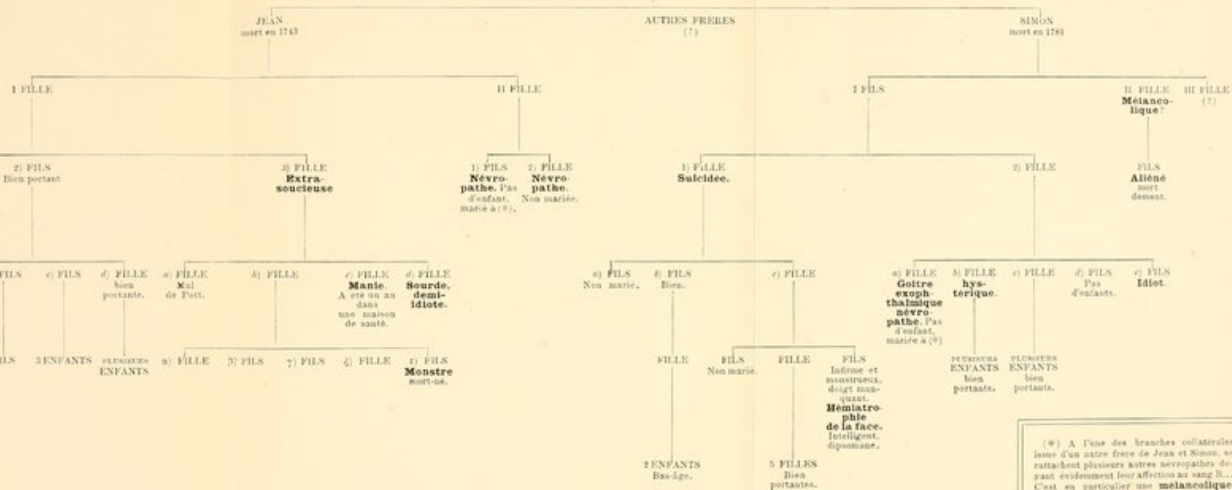 JEAN
mort en 1743
AUTRES FRERES
(?)
SIMON
mort en 1781
I FILLE
II FILLE
I FILS
II FILLE
Mélanco-
lique?
III FILLE
(?)
2) FILS
Bien portant
3) FILLE
Extra-
soucieuse
1) FILS
Névro-
pathe. Pas
d'enfant,
marié à (*).
2) FILLE
Névro-
pathe.
Non mariée.
1) FILLE
Suicidée.
2) FILLE
FILS
Aliéné
mort
dément.
FILS
c) FILS
d) FILLE
bien
portante.
a) FILLE
Mal
de Pott.
b) FILLE
c) FILLE
Manie.
A été un an
dans
une maison
de santé.
d) FILLE
Sourde,
demi-
idiote.
a) FILS
Non marié.
b) FILS
Bien.
c) FILLE
a) FILLE
Goitre
exoph-
thalmique
névro-
pathe. Pas
d'enfant,
mariée à (*)
b) FILLE
hys-
térique.
c) FILLE
d) FILS
Pas
d'enfants.
e) FILS
Idiot.
ILS
3 ENFANTS
PLUSIEURS
ENFANTS
α) FILLE
β) FILS
γ) FILS
δ) FILLE
ε) FILS
Monstre
mort-né.
FILLE
FILS
Non marié.
FILLE
FILS
Infirme et
monstrueux,
doigt man-
quant.
Hémiatro-
phie
de la face.
Intelligent,
dipsomane.
PLUSIEURS
ENFANTS
bien
portants.
PLUSIEURS
ENFANTS
bien
portants.
2 ENFANTS
Bas-âge.
5 FILLES
Bien
portantes.
(*) A l'une des branches collatérales
issue d'un autre frère de Jean et Simon, se
rattachent plusieurs autres névropathes de-
vant évidemment leur affection au sang R...
C'est en particulier une mélancolique